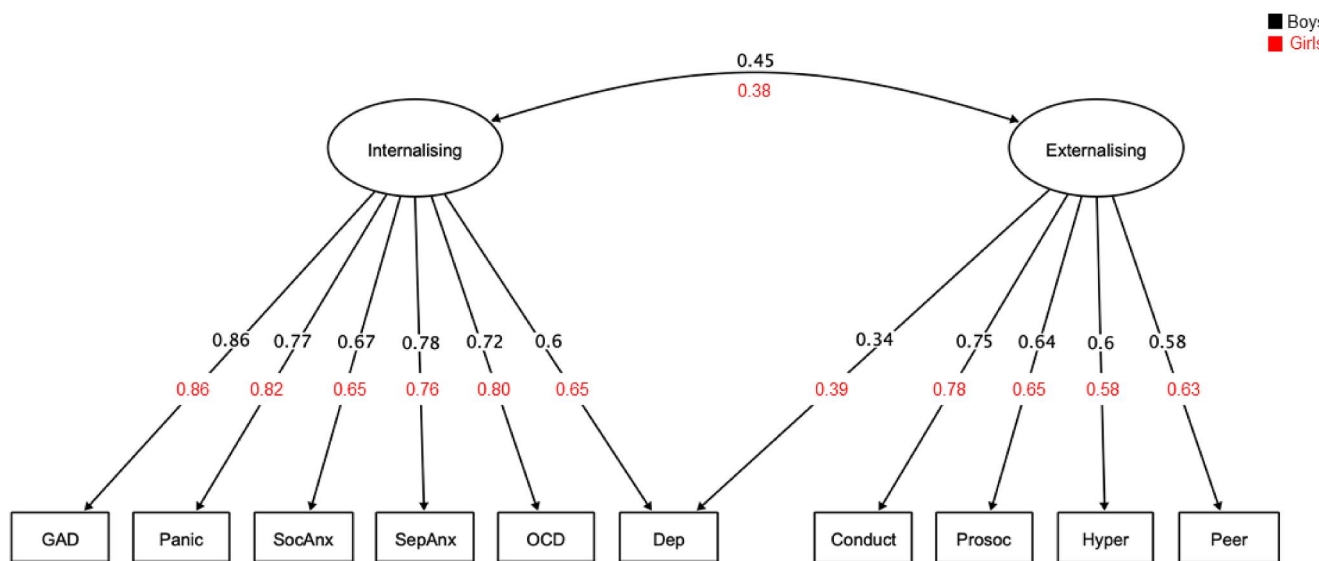 Boys
Girls
0.45
0.38
Internalising
Externalising
0.86
0.77
0.67
0.78
0.72
0.6
0.34
0.75
0.64
0.6
0.58
0.86
0.82
0.65
0.76
0.80
0.65
0.39
0.78
0.65
0.58
0.63
GAD
Panic
SocAnx
SepAnx
OCD
Dep
Conduct
Prosoc
Hyper
Peer